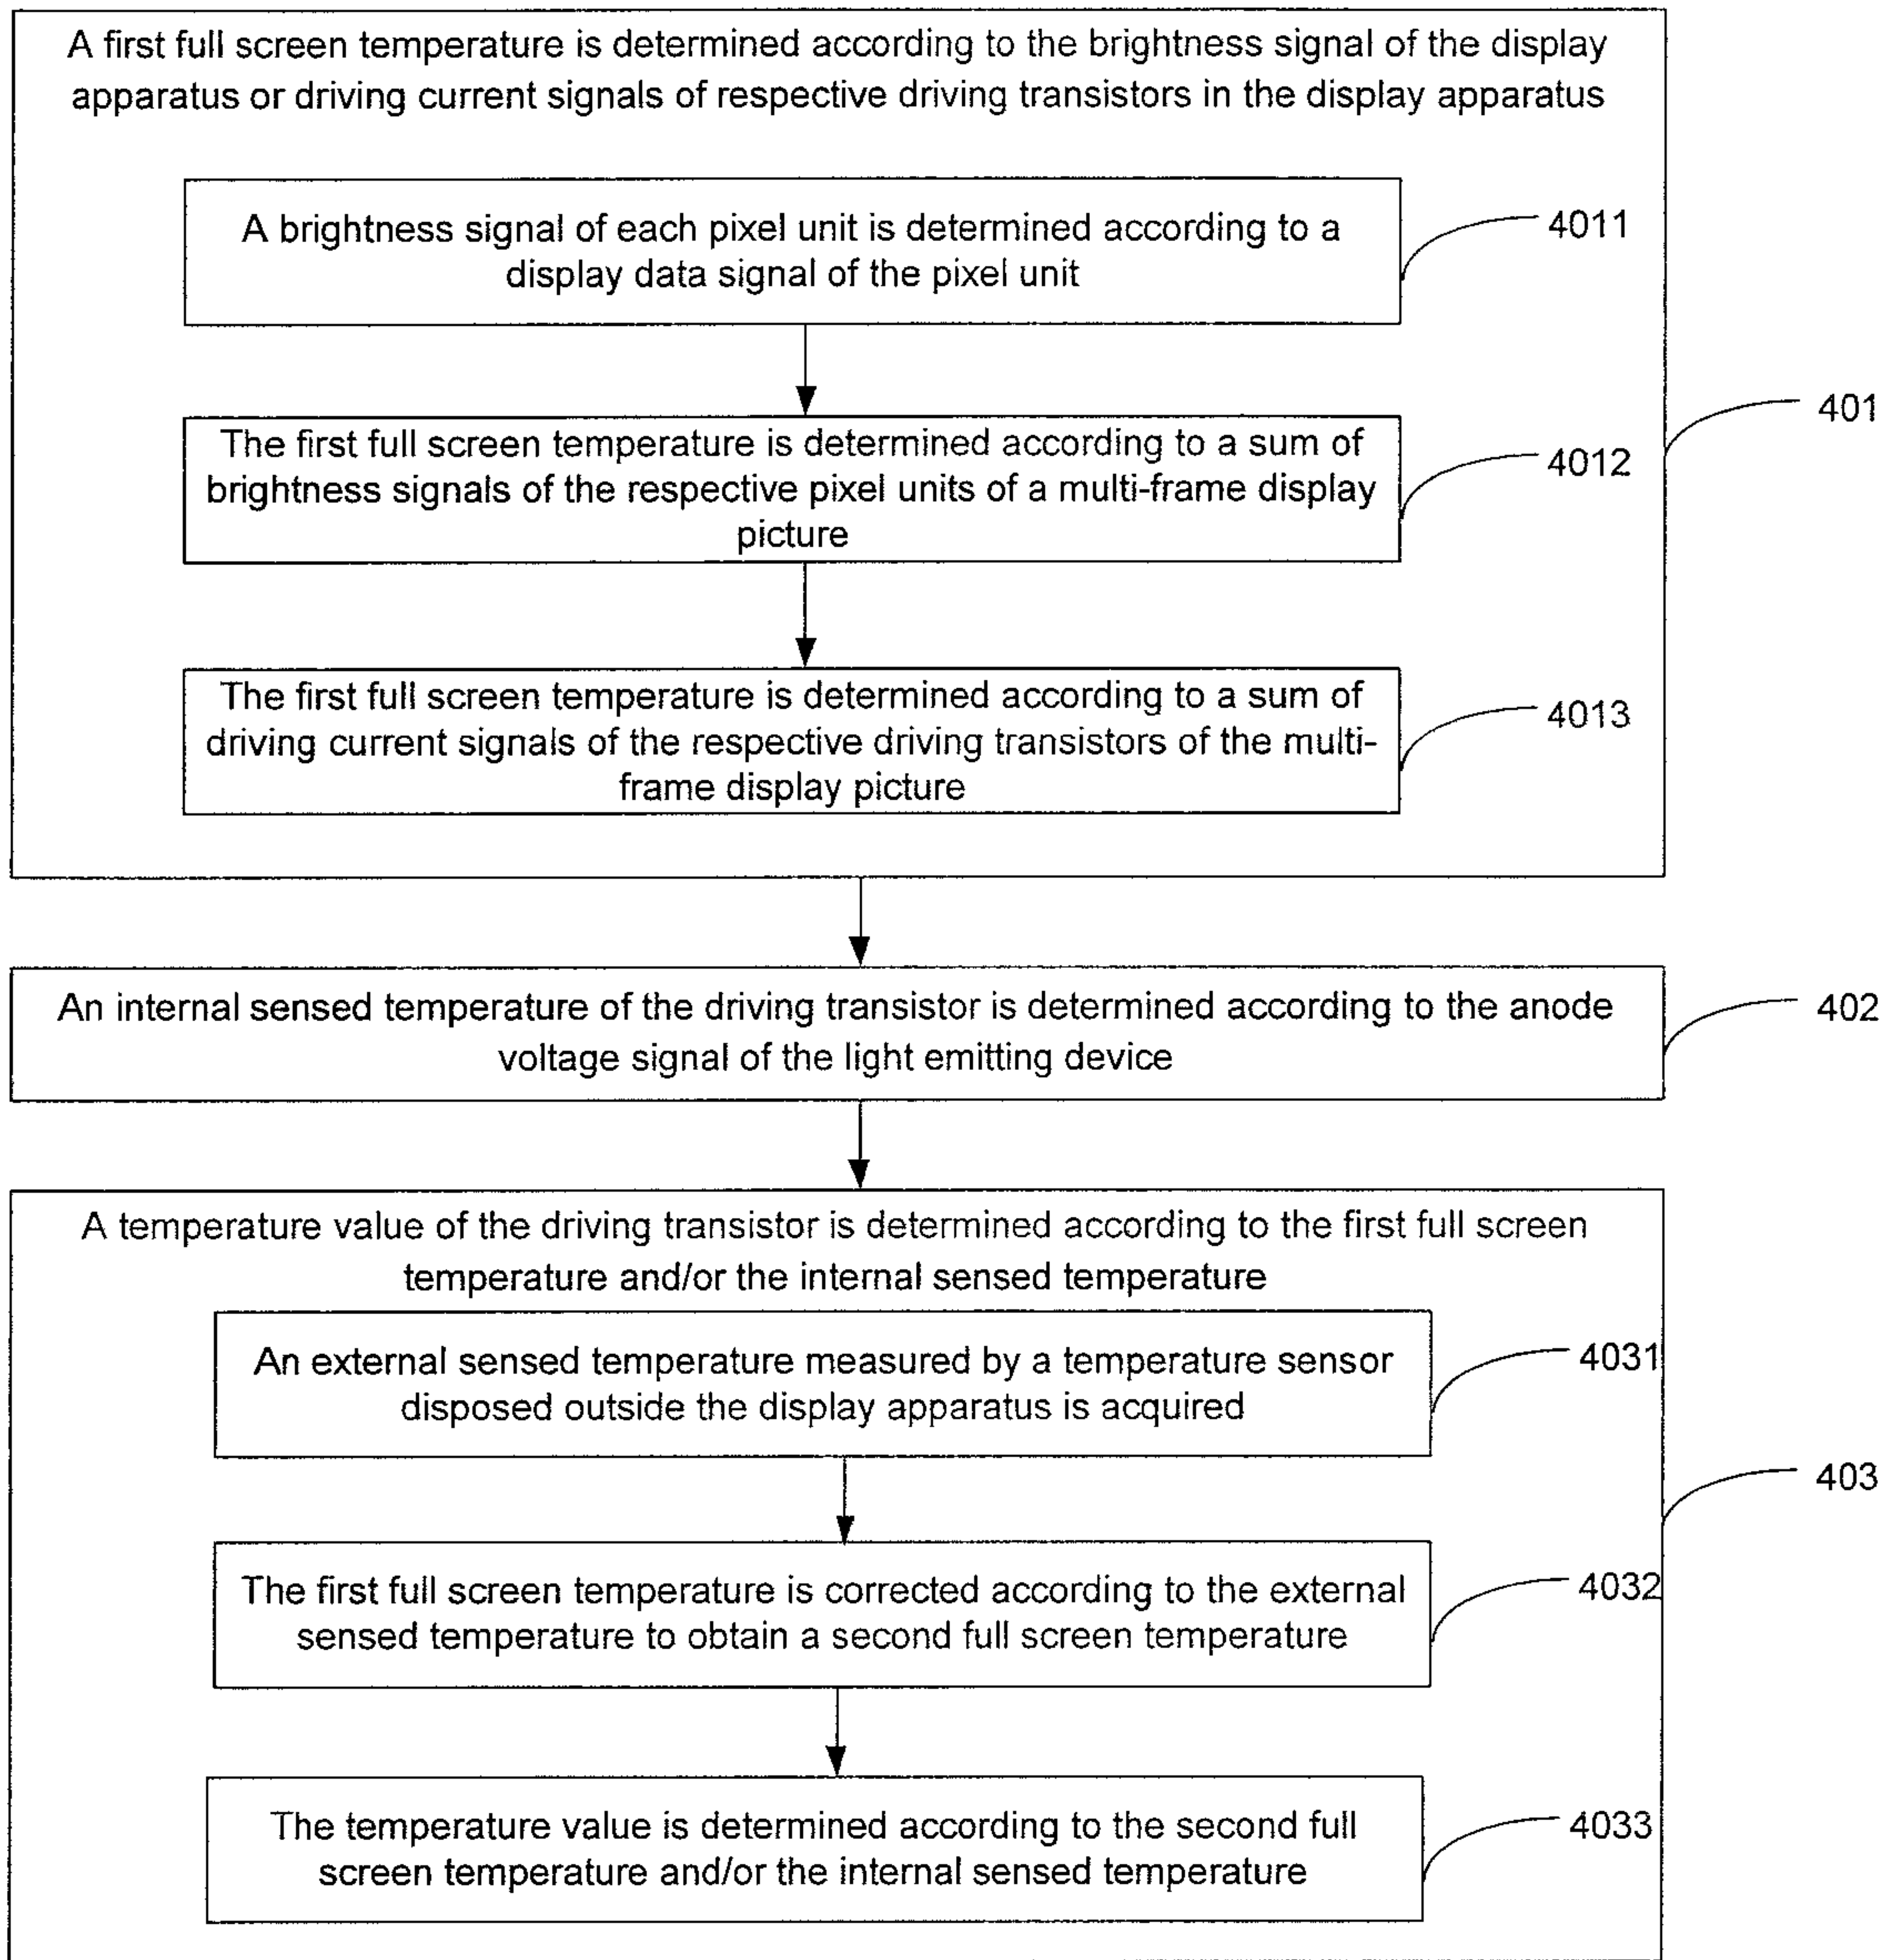 A first full screen temperature is determined according to the brightness signal of the display
apparatus or driving current signals of respective driving transistors in the display apparatus
A brightness signal of each pixel unit is determined according to a
display data signal of the pixel unit
4011
401
The first full screen temperature is determined according to a sum of
brightness signals of the respective pixel units of a multi-frame display
picture
4012
The first full screen temperature is determined according to a sum of
driving current signals of the respective driving transistors of the multi-
frame display picture
4013
An internal sensed temperature of the driving transistor is determined according to the anode
voltage signal of the light emitting device
402
A temperature value of the driving transistor is determined according to the first full screen
temperature and/or the internal sensed temperature
An external sensed temperature measured by a temperature sensor
disposed outside the display apparatus is acquired
4031
403
The first full screen temperature is corrected according to the external
sensed temperature to obtain a second full screen temperature
4032
The temperature value is determined according to the second full
screen temperature and/or the internal sensed temperature
4033